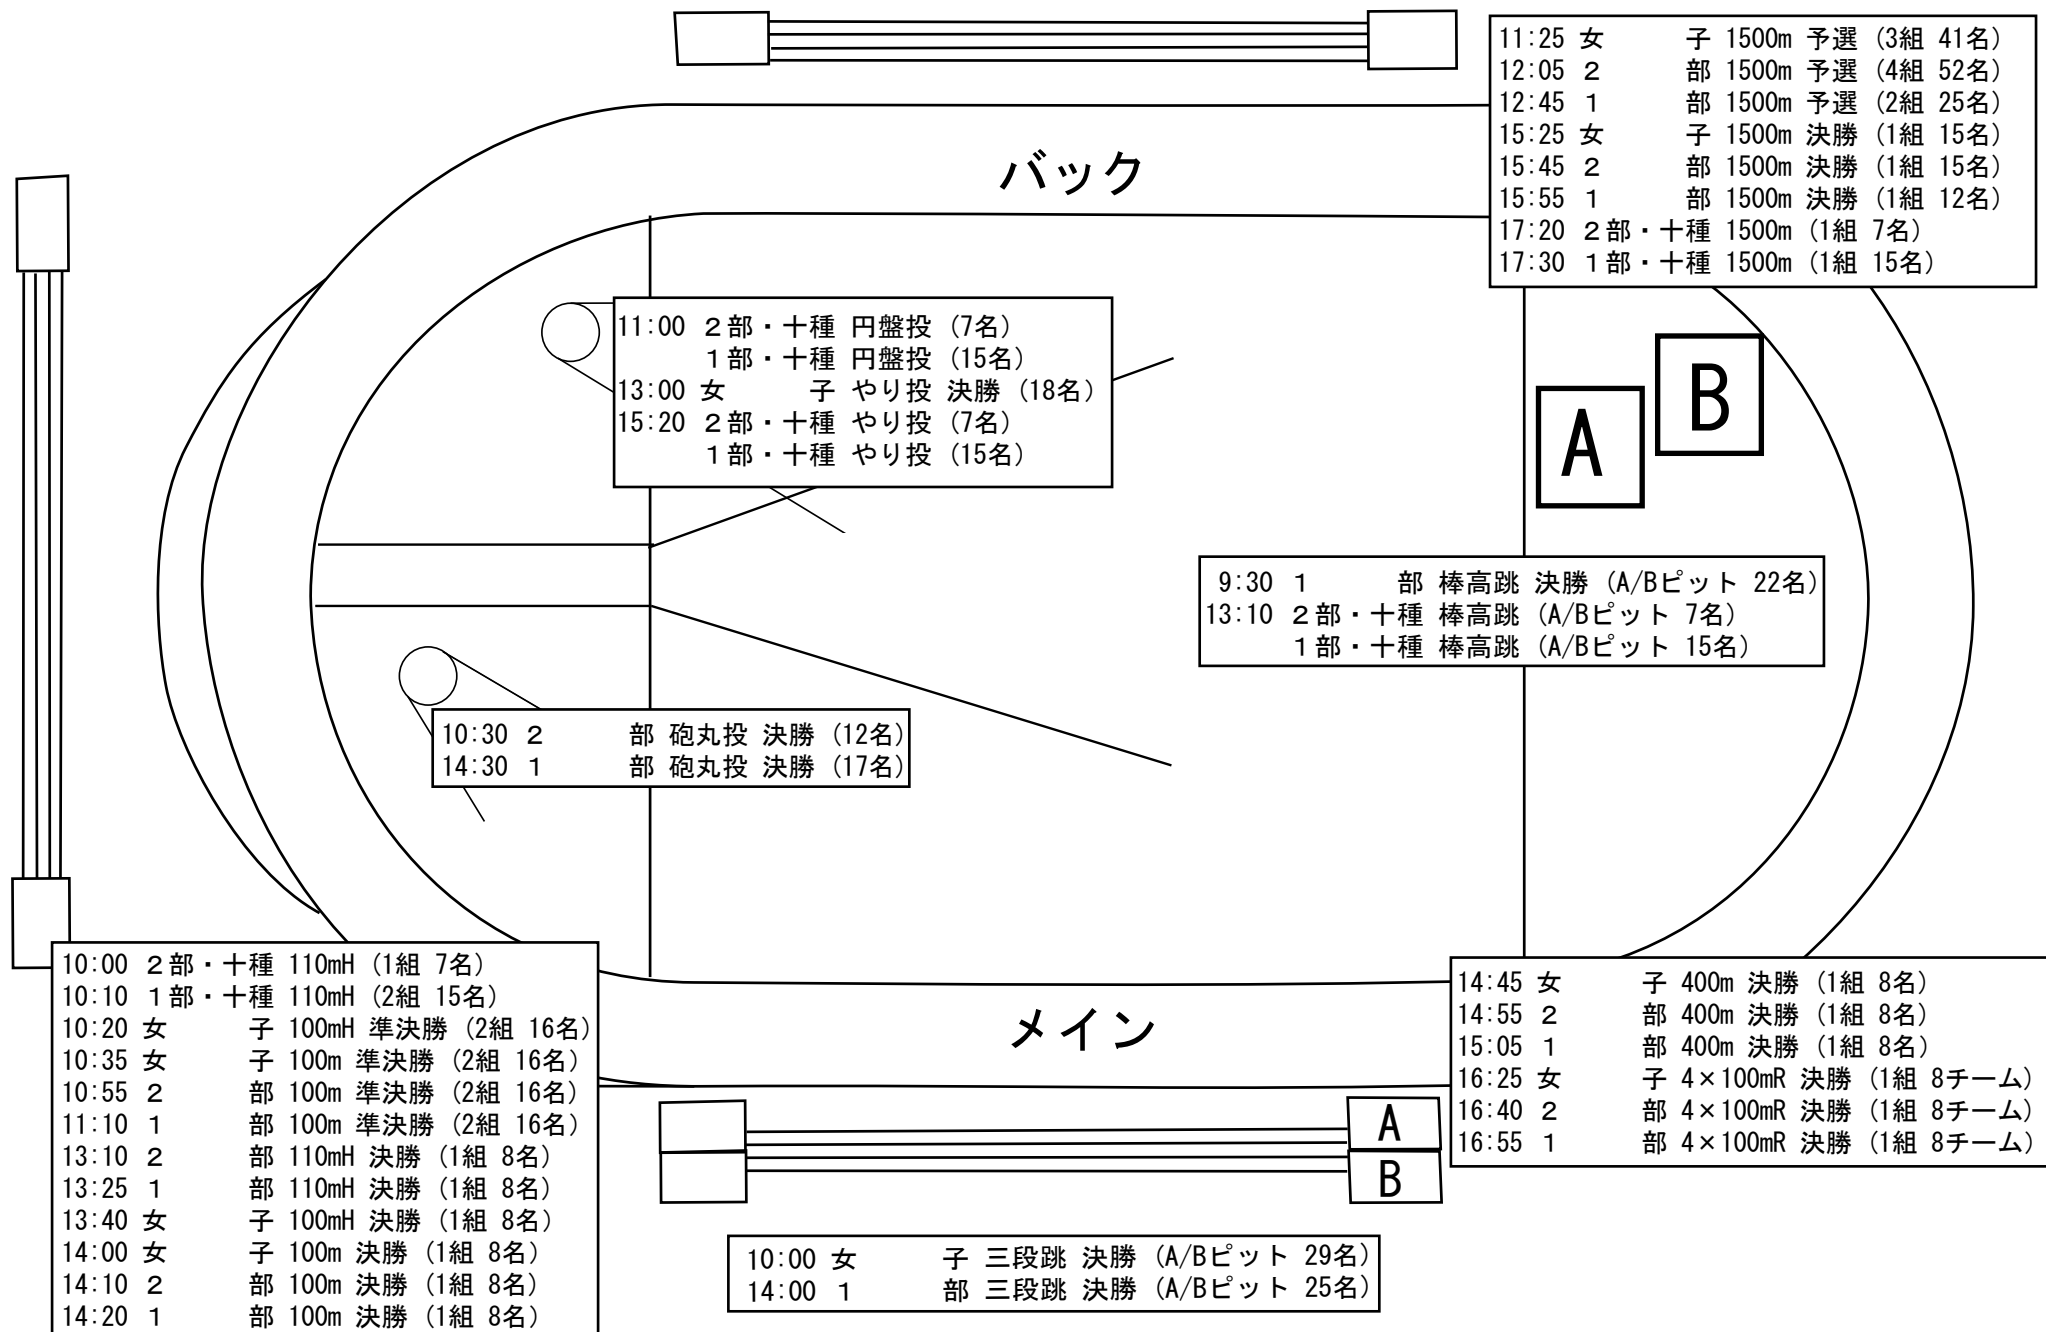 11:25 女　　子 1500m 予選 (3組 41名)
12:05 2　　部 1500m 予選 (4組 52名)
12:45 1　　部 1500m 予選 (2組 25名)
15:25 女　　子 1500m 決勝 (1組 15名)
15:45 2　　部 1500m 決勝 (1組 15名)
15:55 1　　部 1500m 決勝 (1組 12名)
17:20 2部・十種 1500m (1組 7名)
17:30 1部・十種 1500m (1組 15名)
バック
11:00 2部・十種 円盤投 (7名)
1部・十種 円盤投 (15名)
13:00 女　　子 やり投 決勝 (18名)
15:20 2部・十種 やり投 (7名)
1部・十種 やり投 (15名)
B
A
9:30 1　　部 棒高跳 決勝 (A/Bピット 22名)
13:10 2部・十種 棒高跳 (A/Bピット 7名)
1部・十種 棒高跳 (A/Bピット 15名)
10:30 2　　部 砲丸投 決勝 (12名)
14:30 1　　部 砲丸投 決勝 (17名)
10:00 2部・十種 110mH (1組 7名)
10:10 1部・十種 110mH (2組 15名)
10:20 女　　子 100mH 準決勝 (2組 16名)
10:35 女　　子 100m 準決勝 (2組 16名)
10:55 2　　部 100m 準決勝 (2組 16名)
11:10 1　　部 100m 準決勝 (2組 16名)
13:10 2　　部 110mH 決勝 (1組 8名)
13:25 1　　部 110mH 決勝 (1組 8名)
13:40 女　　子 100mH 決勝 (1組 8名)
14:00 女　　子 100m 決勝 (1組 8名)
14:10 2　　部 100m 決勝 (1組 8名)
14:20 1　　部 100m 決勝 (1組 8名)
メイン
14:45 女　　子 400m 決勝 (1組 8名)
14:55 2　　部 400m 決勝 (1組 8名)
15:05 1　　部 400m 決勝 (1組 8名)
16:25 女　　子 4×100mR 決勝 (1組 8チーム)
16:40 2　　部 4×100mR 決勝 (1組 8チーム)
16:55 1　　部 4×100mR 決勝 (1組 8チーム)
A
B
10:00 女　　子 三段跳 決勝 (A/Bピット 29名)
14:00 1　　部 三段跳 決勝 (A/Bピット 25名)